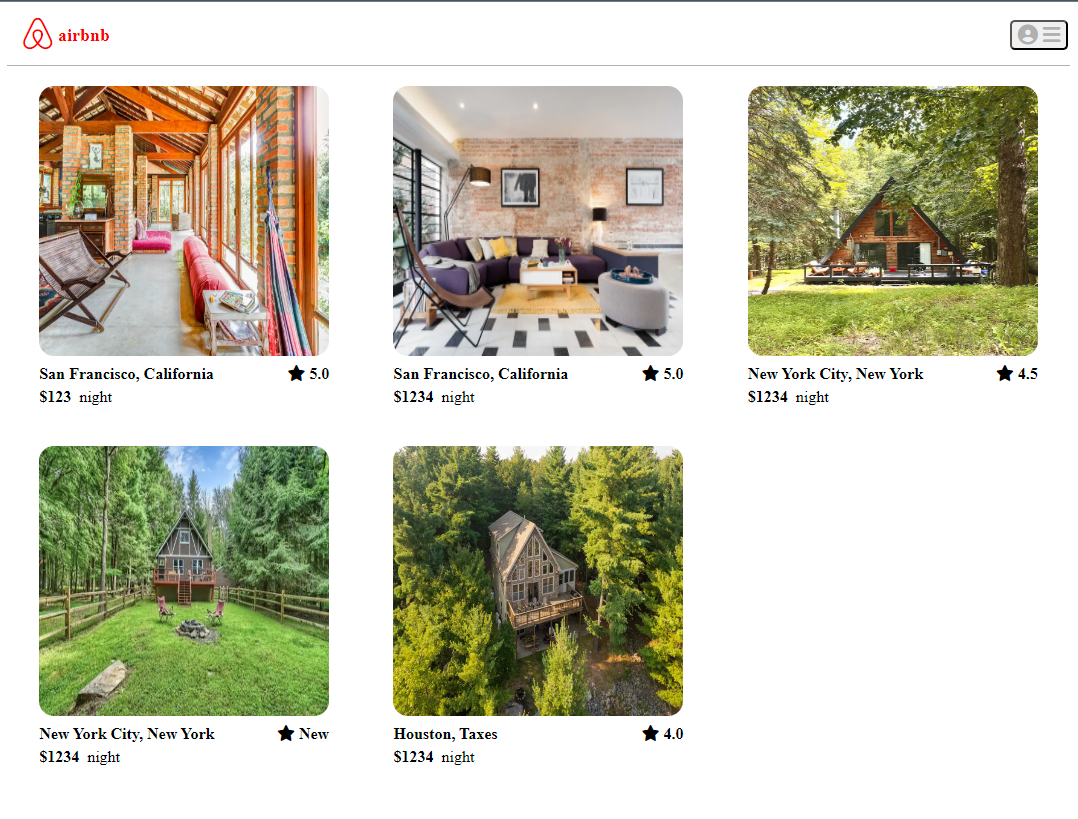 airbnb
San Francisco, California ★ 5.0
$123 night
San Francisco, California ★ 5.0
$1234 night
New York City, New York ★ 4.5
$1234 night
New York City, New York ★ New
$1234 night
Houston, Taxes ★ 4.0
$1234 night